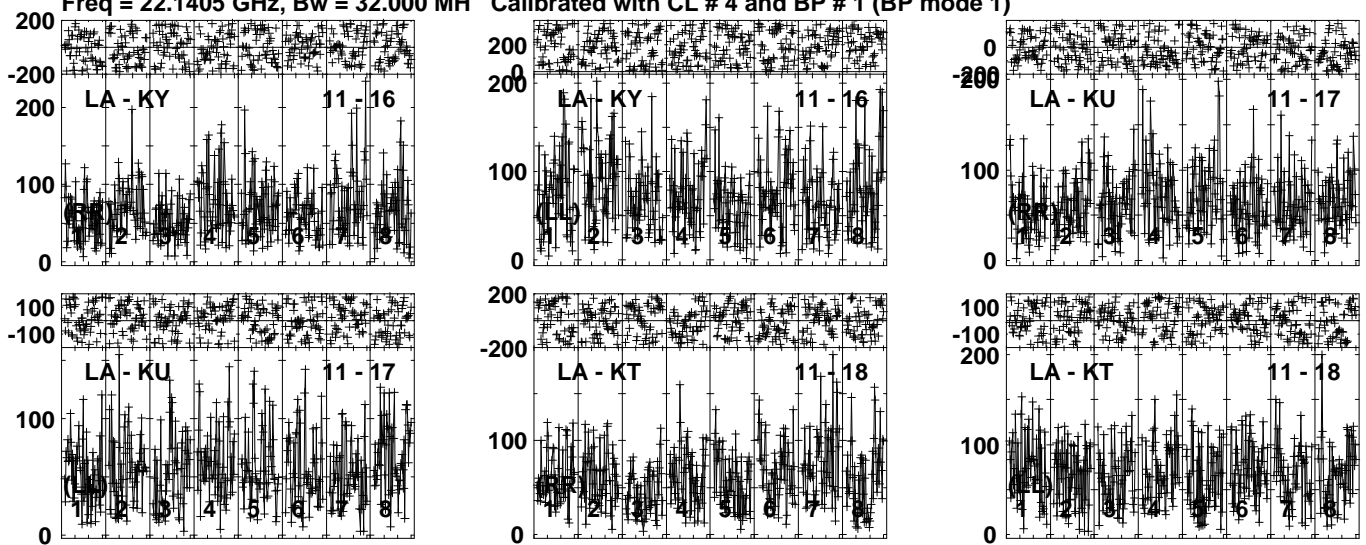 Freq = 22.1405 GHz, Bw = 32.000 MH Calibrated with CL # 4 and BP # 1 (BP mode 1)
200
-200
200
100
0
LA - KY 11 - 16
(RR)
1 2 3 4 5 6 7 8
200
0
200
100
0
LA - KY 11 - 16
(LL)
1 2 3 4 5 6 7 8
0
-200
200
100
0
LA - KU 11 - 17
(RR)
1 2 3 4 5 6 7 8
100
-100
100
0
LA - KU 11 - 17
(LL)
1 2 3 4 5 6 7 8
200
-200
100
0
LA - KT 11 - 18
(RR)
1 2 3 4 5 6 7 8
100
-100
200
100
0
LA - KT 11 - 18
(LL)
1 2 3 4 5 6 7 8